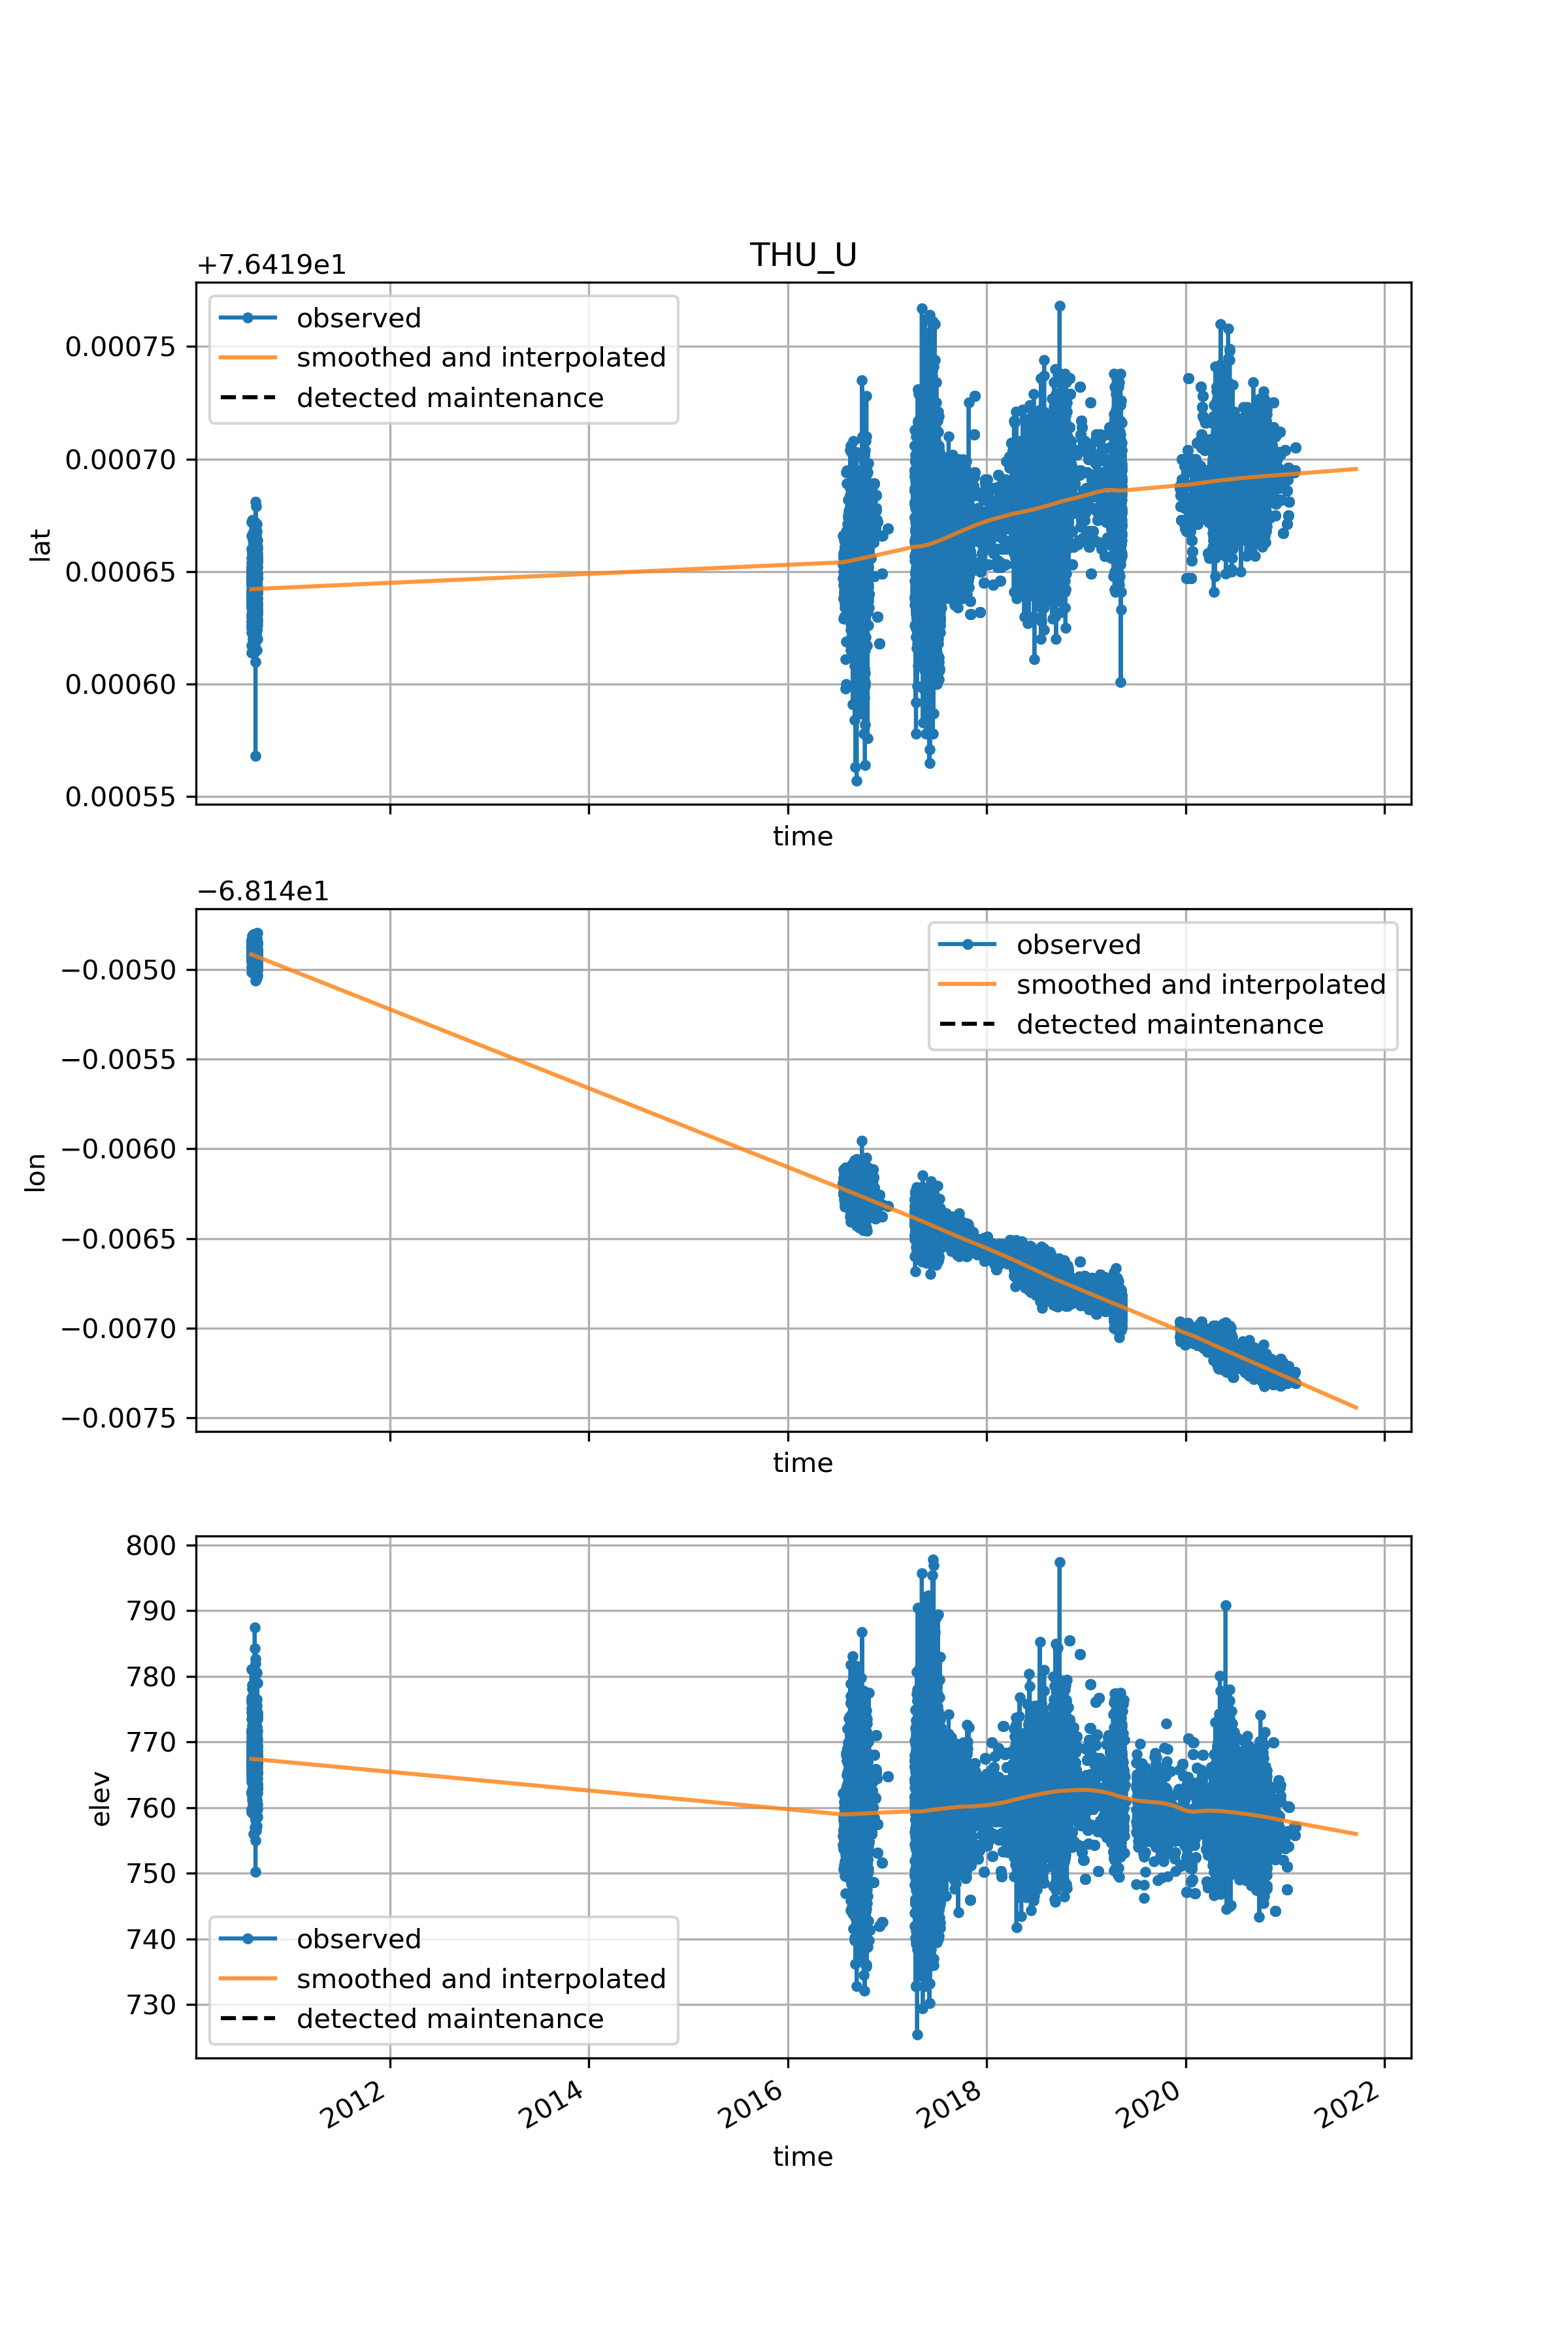 THU_U
+7.6419e1
observed
smoothed and interpolated
detected maintenance
0.00075
0.00070
0.00065
0.00060
0.00055
lat
time
−6.814e1
observed
smoothed and interpolated
detected maintenance
−0.0050
−0.0055
−0.0060
−0.0065
−0.0070
−0.0075
lon
time
800
790
780
770
760
750
740
730
elev
observed
smoothed and interpolated
detected maintenance
2012
2014
2016
2018
2020
2022
time